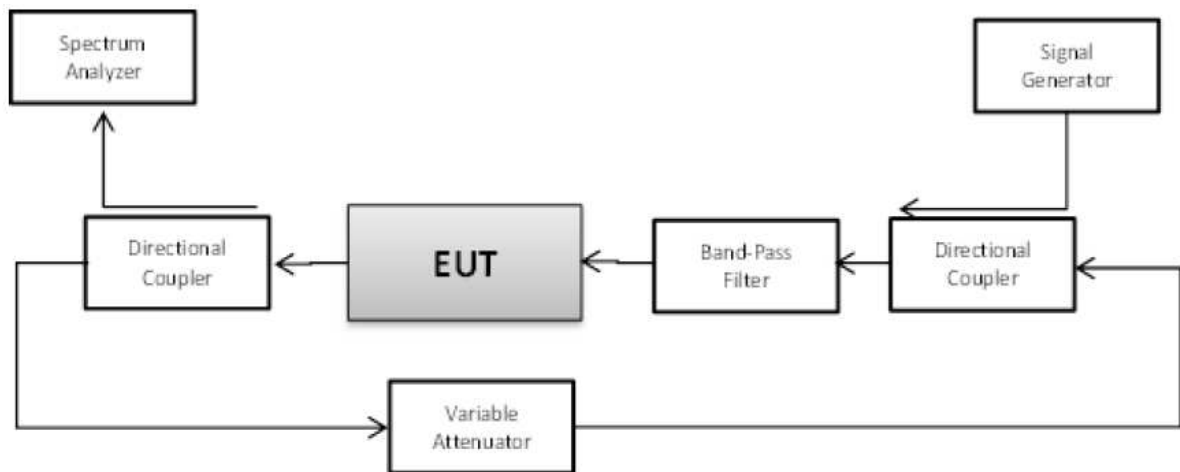 Spectrum
Analyzer
Signal
Generator
Directional
Coupler
EUT
Band-Pass
Filter
Directional
Coupler
Variable
Attenuator